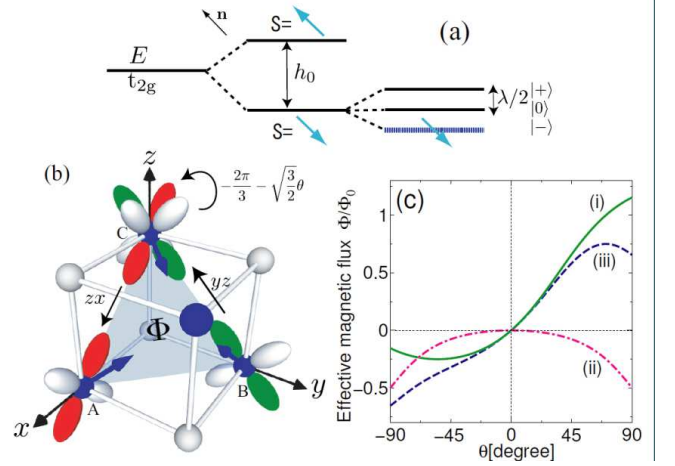 (a)
n
S=
E
t2g
h0
λ/2
|+⟩
|0⟩
|−⟩
S=
(b)
z
−2π/3 − √(3/2)θ
C
zx
yz
Φ
A
B
x
y
(c)
Effective magnetic flux Φ/Φ0
1
0.5
0
−0.5
(i)
(iii)
(ii)
−90 −45 0 45 90
θ[degree]